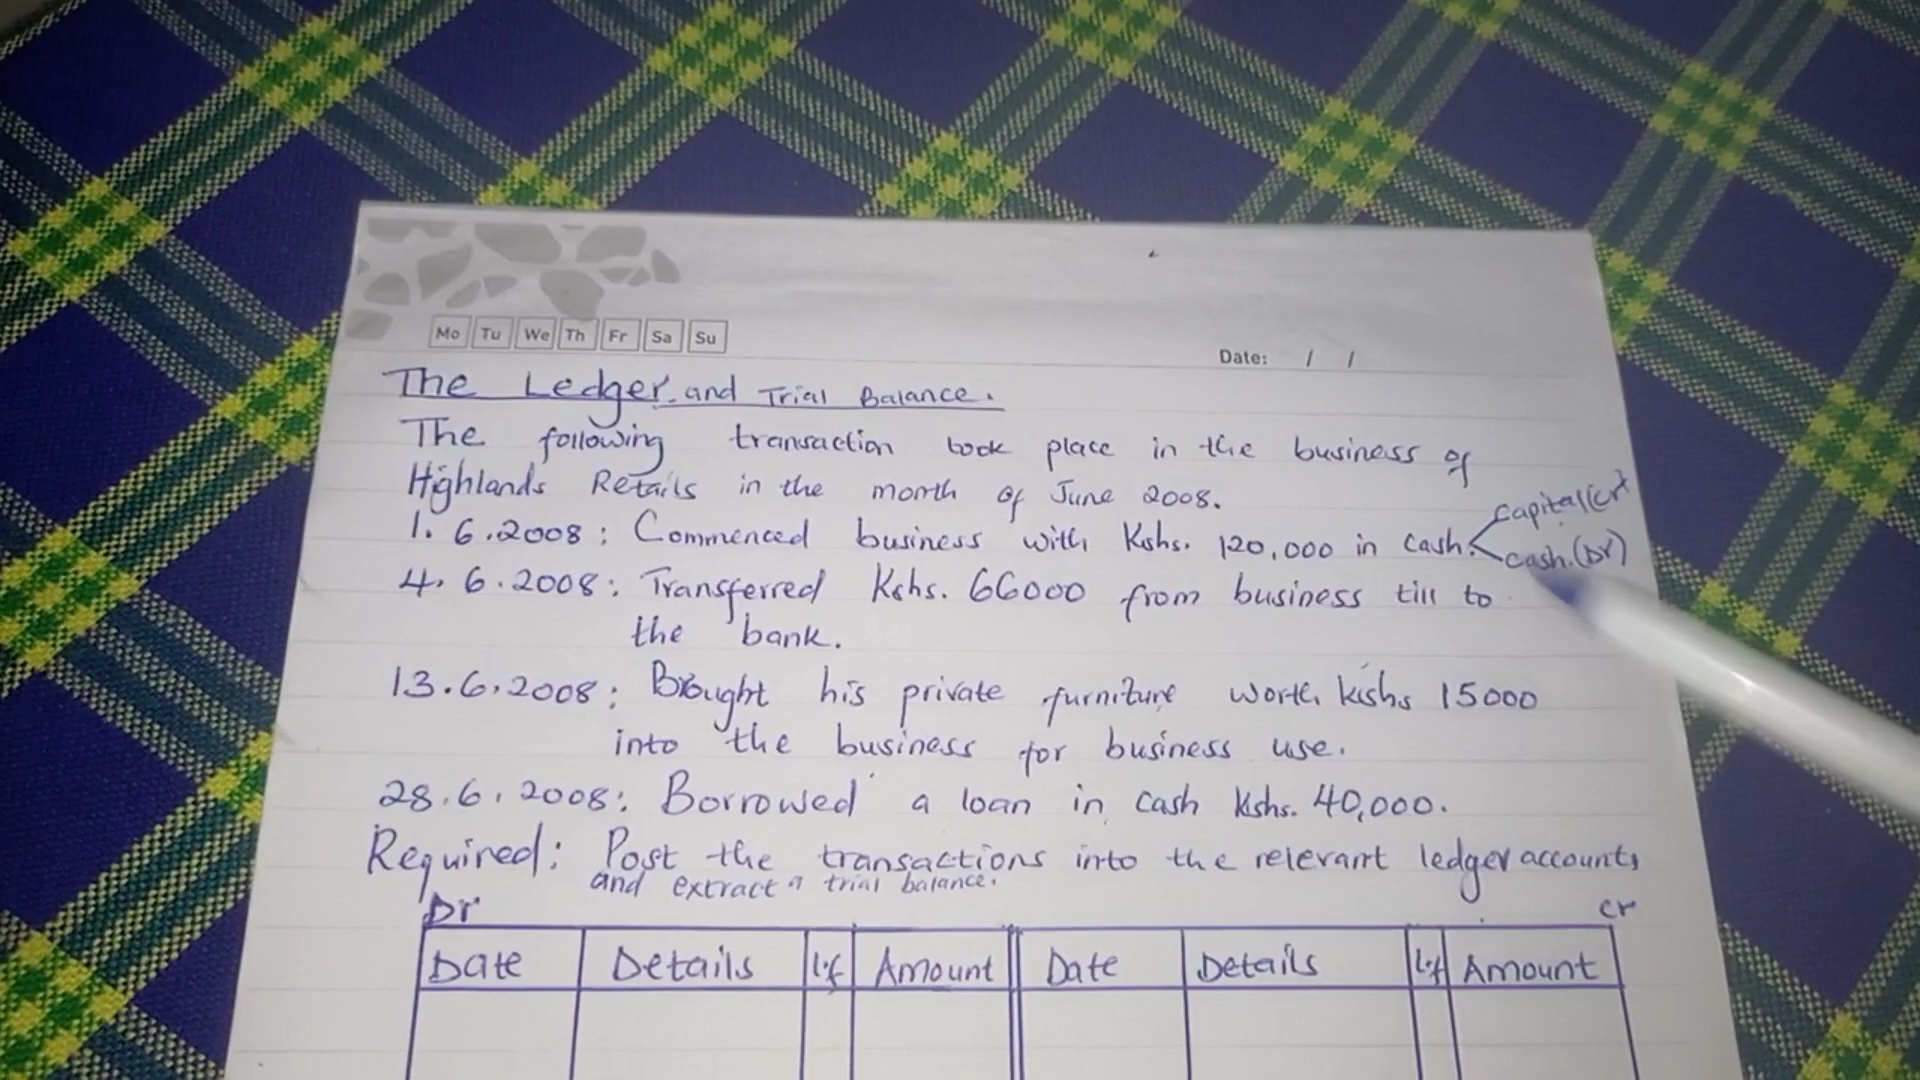 Mo Tu We Th Fr Sa Su
Date: / /
The Ledger and Trial Balance.
The following transaction took place in the business of
Highlands Retails in the month of June 2008.
1. 6.2008: Commenced business with Kshs. 120,000 in cash. capital(cr)
cash.(Dr)
4. 6.2008: Transferred Kshs. 66000 from business till to
the bank.
13.6.2008: Brought his private furniture worth kshs 15000
into the business for business use.
28.6.2008: Borrowed a loan in cash kshs. 40,000.
Required: Post the transactions into the relevant ledger accounts
and extract a trial balance.
Dr cr
Date Details l.f Amount Date Details l.f Amount